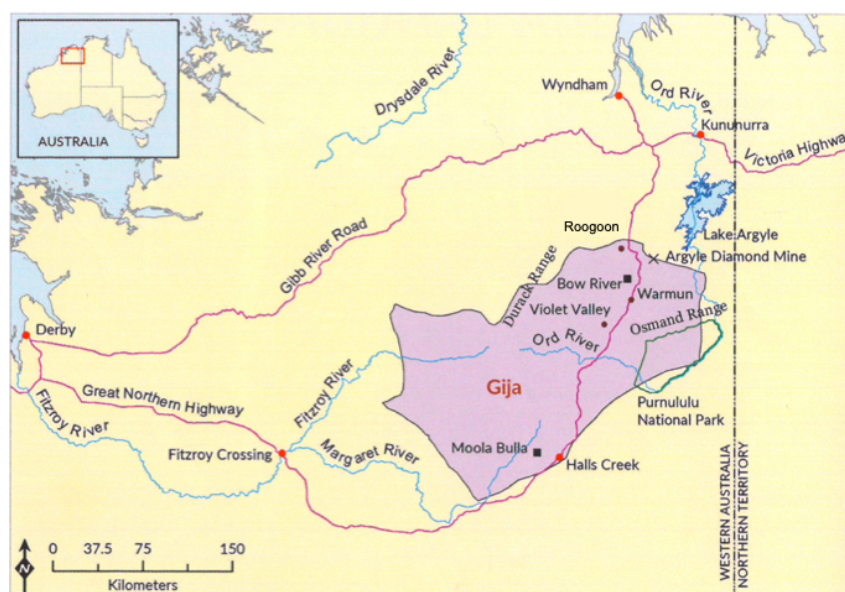 AUSTRALIA
Drysdale River
Wyndham
Ord River
Kununurra
Victoria Highway
Gibb River Road
Roogoon
Lake Argyle
Argyle Diamond Mine
Durack Range
Bow River
Warmun
Violet Valley
Osmand Range
Derby
Ord River
Fitzroy River
Gija
Great Northern Highway
Purnululu
National Park
Fitzroy River
Fitzroy Crossing
Margaret River
Moola Bulla
Halls Creek
WESTERN AUSTRALIA
NORTHERN TERRITORY
N
0 37.5 75 150
Kilometers